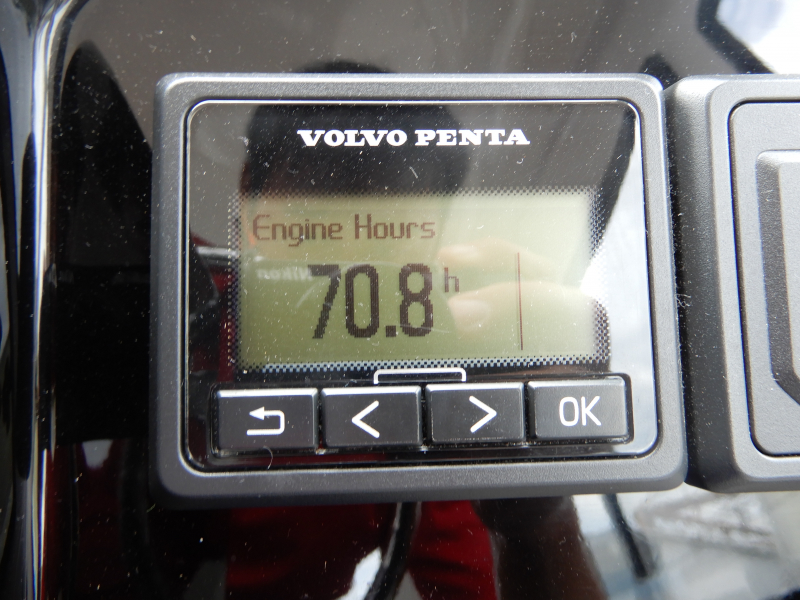 VOLVO PENTA
Engine Hours
70.8 h
< > OK